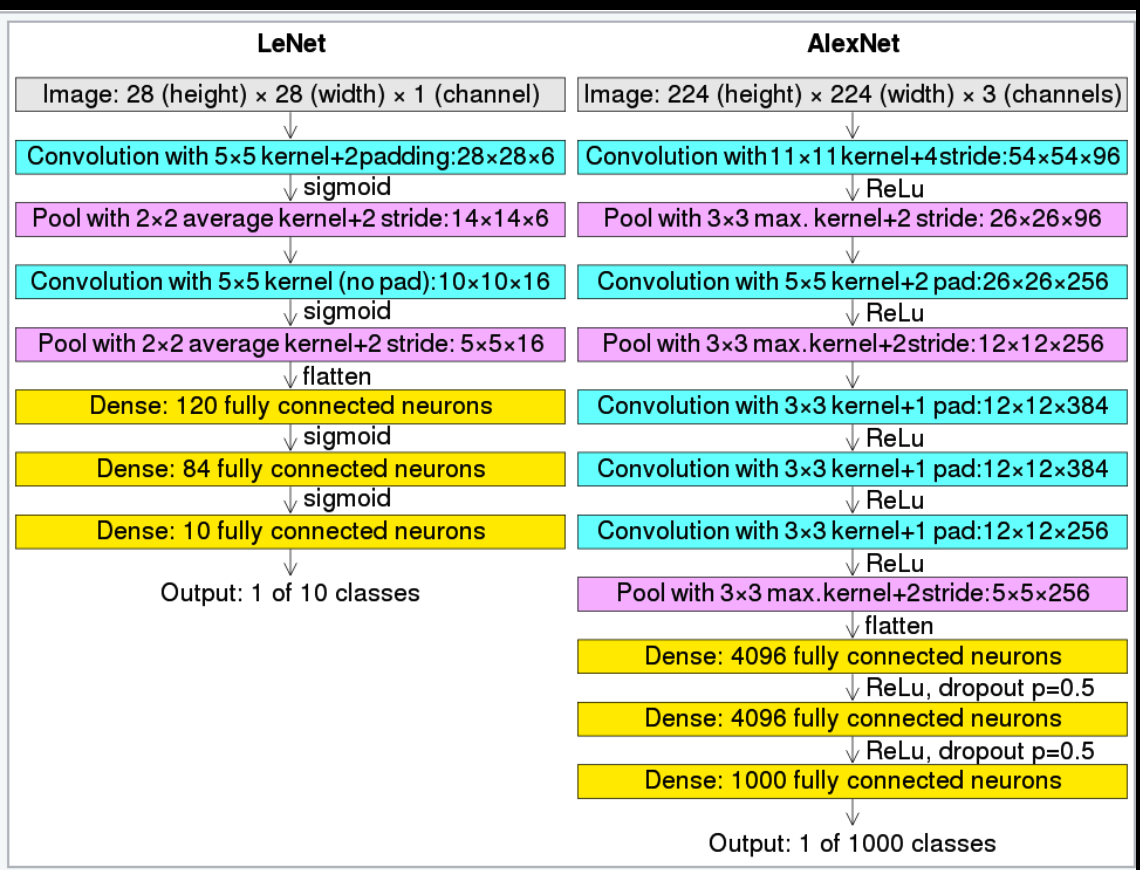 LeNet
Image: 28 (height) × 28 (width) × 1 (channel)
Convolution with 5×5 kernel+2padding:28×28×6
sigmoid
Pool with 2×2 average kernel+2 stride:14×14×6
Convolution with 5×5 kernel (no pad):10×10×16
sigmoid
Pool with 2×2 average kernel+2 stride: 5×5×16
flatten
Dense: 120 fully connected neurons
sigmoid
Dense: 84 fully connected neurons
sigmoid
Dense: 10 fully connected neurons
Output: 1 of 10 classes
AlexNet
Image: 224 (height) × 224 (width) × 3 (channels)
Convolution with 11×11 kernel+4 stride:54×54×96
ReLu
Pool with 3×3 max. kernel+2 stride: 26×26×96
Convolution with 5×5 kernel+2 pad:26×26×256
ReLu
Pool with 3×3 max.kernel+2stride:12×12×256
Convolution with 3×3 kernel+1 pad:12×12×384
ReLu
Convolution with 3×3 kernel+1 pad:12×12×384
ReLu
Convolution with 3×3 kernel+1 pad:12×12×256
ReLu
Pool with 3×3 max.kernel+2stride:5×5×256
flatten
Dense: 4096 fully connected neurons
ReLu, dropout p=0.5
Dense: 4096 fully connected neurons
ReLu, dropout p=0.5
Dense: 1000 fully connected neurons
Output: 1 of 1000 classes